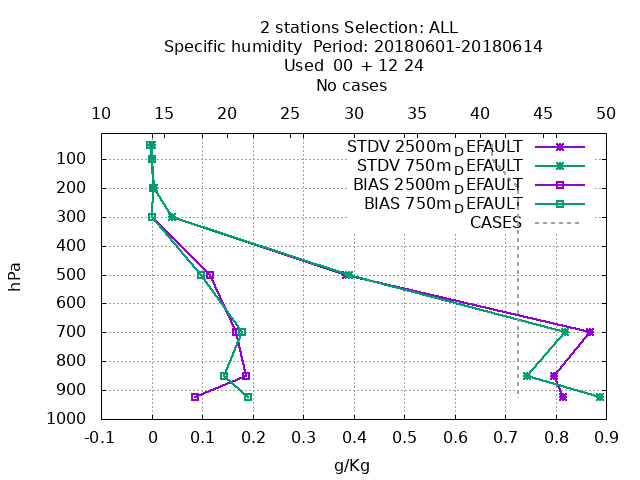 2 stations Selection: ALL
Specific humidity  Period: 20180601-20180614
Used  00 + 12 24
No cases
10 15 20 25 30 35 40 45 50
STDV 2500m_DEFAULT
STDV 750m_DEFAULT
BIAS 2500m_DEFAULT
BIAS 750m_DEFAULT
CASES
100
200
300
400
500
600
700
800
900
1000
hPa
-0.1 0 0.1 0.2 0.3 0.4 0.5 0.6 0.7 0.8 0.9
g/Kg